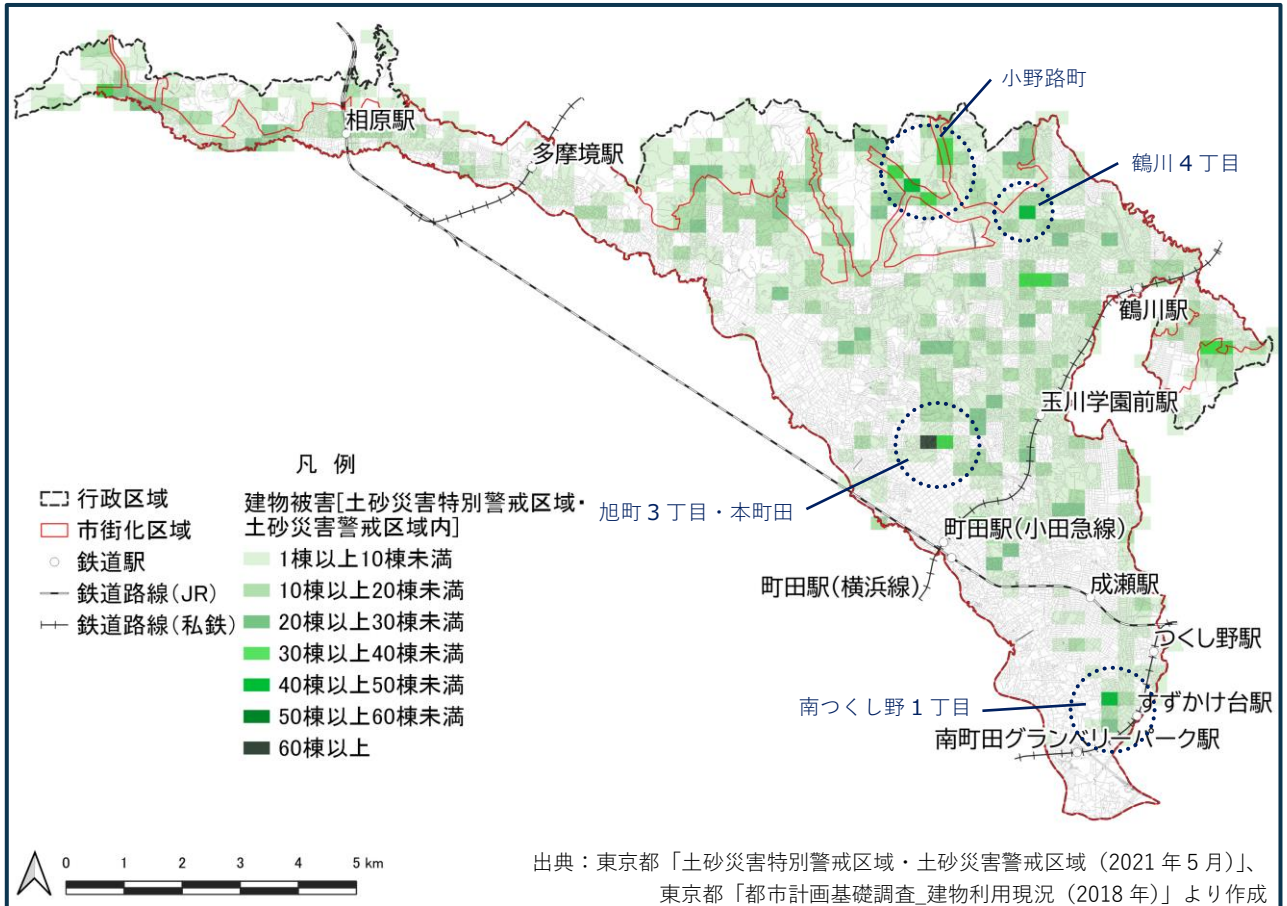 小野路町
鶴川4丁目
相原駅
多摩境駅
鶴川駅
玉川学園前駅
旭町3丁目・本町田
町田駅(小田急線)
町田駅(横浜線)
成瀬駅
つくし野駅
南つくし野1丁目
すずかけ台駅
南町田グランベリーパーク駅
凡 例
行政区域
市街化区域
鉄道駅
鉄道路線(JR)
鉄道路線(私鉄)
建物被害[土砂災害特別警戒区域・
土砂災害警戒区域内]
1棟以上10棟未満
10棟以上20棟未満
20棟以上30棟未満
30棟以上40棟未満
40棟以上50棟未満
50棟以上60棟未満
60棟以上
0 1 2 3 4 5 km
出典:東京都「土砂災害特別警戒区域・土砂災害警戒区域(2021年5月)」、
東京都「都市計画基礎調査_建物利用現況(2018年)」より作成